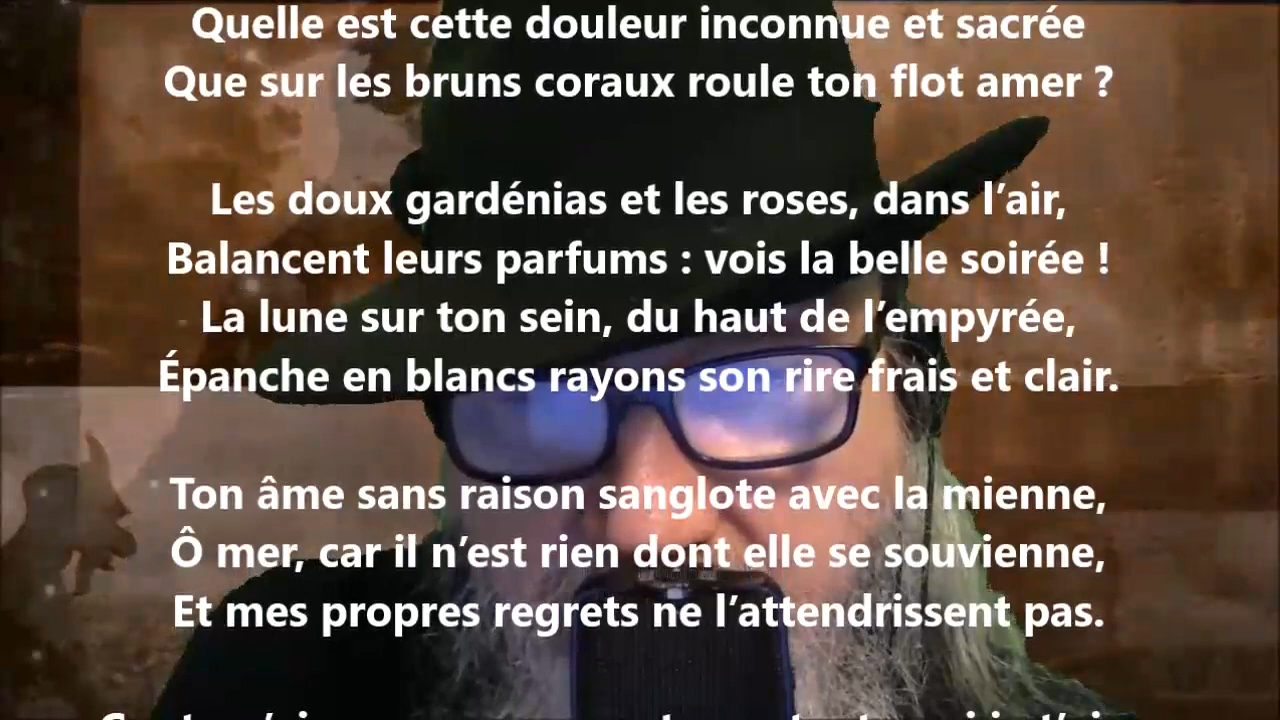 Quelle est cette douleur inconnue et sacrée
Que sur les bruns coraux roule ton flot amer ?
Les doux gardénias et les roses, dans l’air,
Balancent leurs parfums : vois la belle soirée !
La lune sur ton sein, du haut de l’empyrée,
Épanche en blancs rayons son rire frais et clair.
Ton âme sans raison sanglote avec la mienne,
Ô mer, car il n’est rien dont elle se souvienne,
Et mes propres regrets ne l’attendrissent pas.